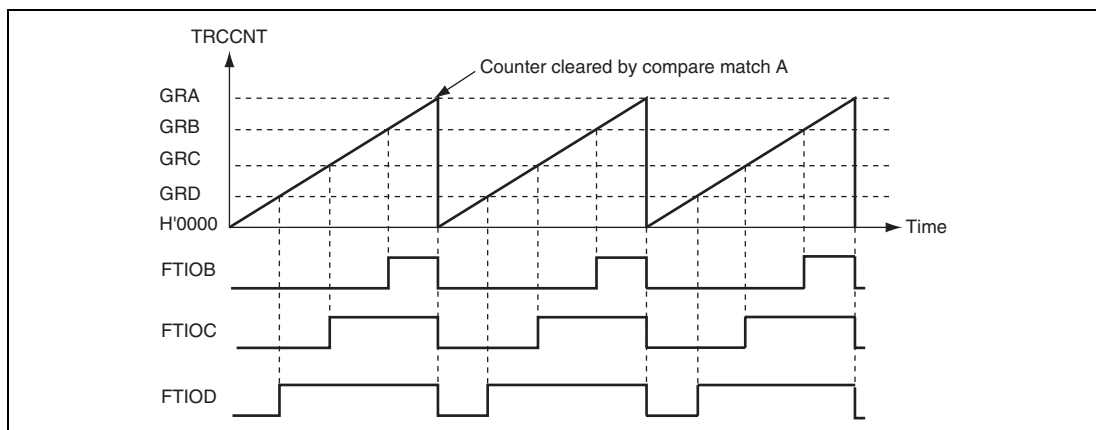 TRCCNT
Counter cleared by compare match A
GRA
GRB
GRC
GRD
H'0000
Time
FTIOB
FTIOC
FTIOD